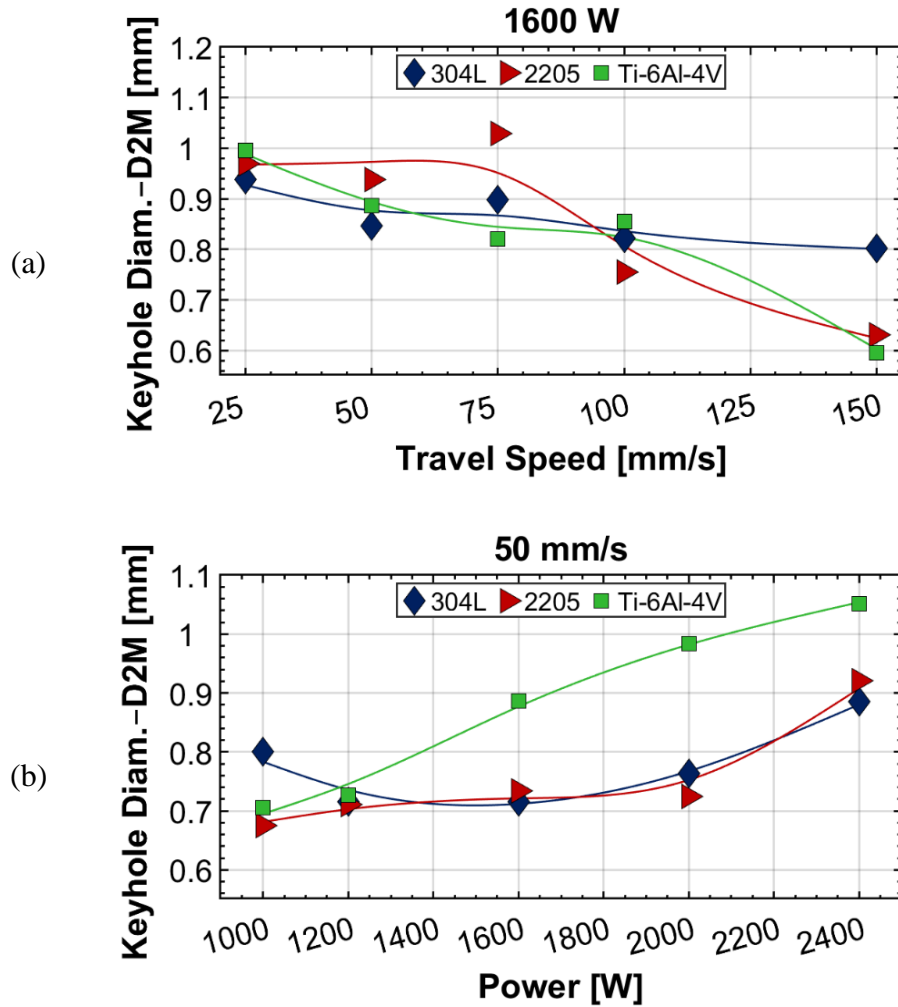 (a)
1600 W
304L 2205 Ti-6Al-4V
Keyhole Diam.-D2M [mm]
1.2
1.1
1
0.9
0.8
0.7
0.6
25 50 75 100 125 150
Travel Speed [mm/s]
(b)
50 mm/s
304L 2205 Ti-6Al-4V
Keyhole Diam.-D2M [mm]
1.1
1
0.9
0.8
0.7
0.6
1000 1200 1400 1600 1800 2000 2200 2400
Power [W]